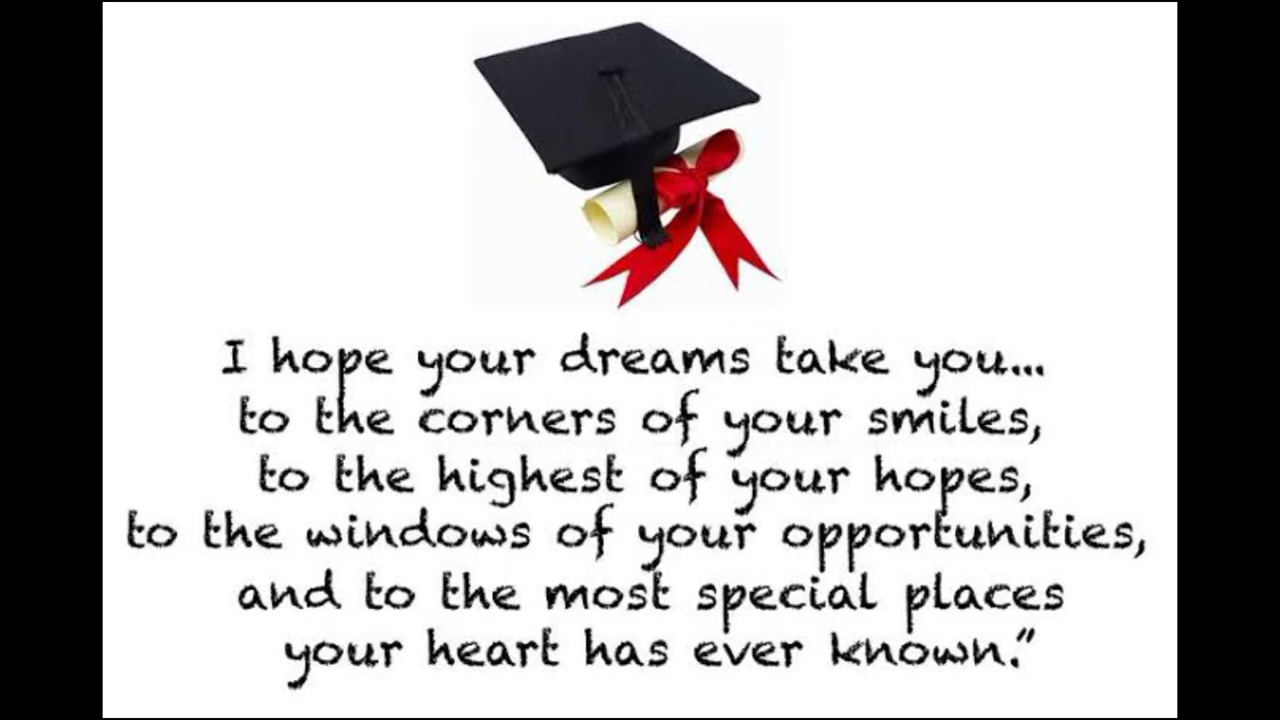 I hope your dreams take you...
to the corners of your smiles,
to the highest of your hopes,
to the windows of your opportunities,
and to the most special places
your heart has ever known.”